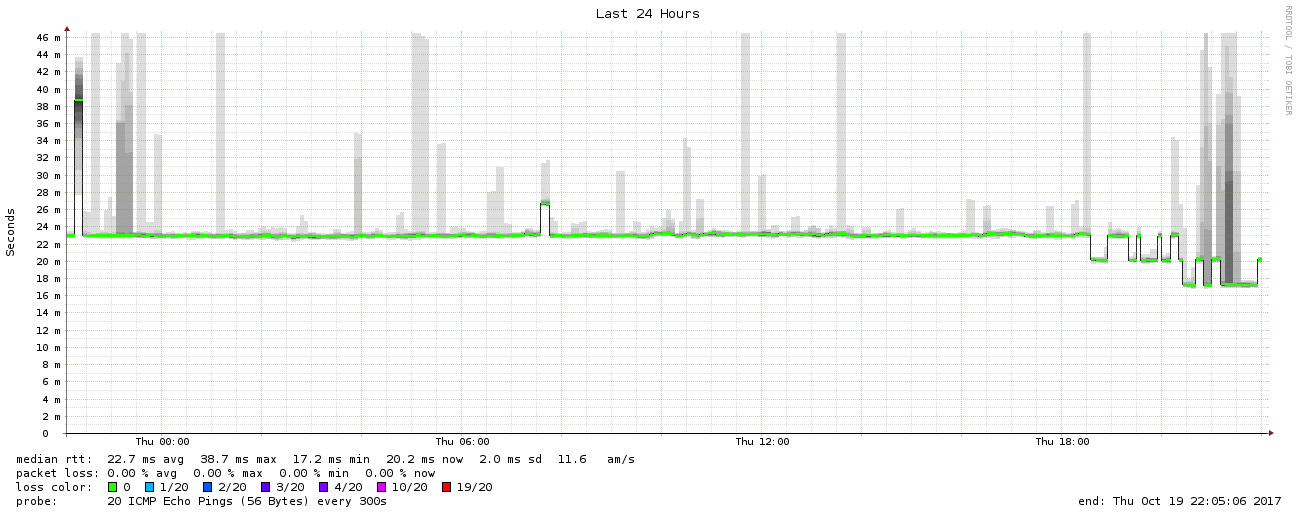 Last 24 Hours
RRDTOOL / TOBI OETIKER
Seconds
46 m
44 m
42 m
40 m
38 m
36 m
34 m
32 m
30 m
28 m
26 m
24 m
22 m
20 m
18 m
16 m
14 m
12 m
10 m
8 m
6 m
4 m
2 m
0
Thu 00:00 Thu 06:00 Thu 12:00 Thu 18:00
median rtt: 22.7 ms avg 38.7 ms max 17.2 ms min 20.2 ms now 2.0 ms sd 11.6 am/s
packet loss: 0.00 % avg 0.00 % max 0.00 % min 0.00 % now
loss color: 0 1/20 2/20 3/20 4/20 10/20 19/20
probe: 20 ICMP Echo Pings (56 Bytes) every 300s end: Thu Oct 19 22:05:06 2017